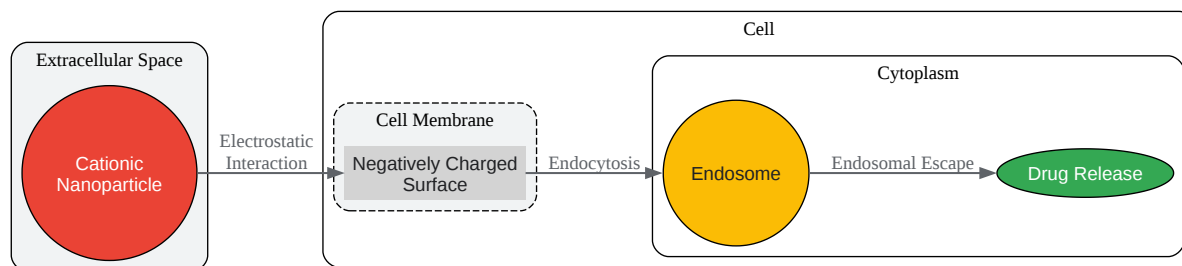 Cell
Extracellular Space
Cytoplasm
Cell Membrane
Electrostatic
Interaction
Cationic
Nanoparticle
Negatively Charged
Surface
Endocytosis
Endosome
Endosomal Escape
Drug Release